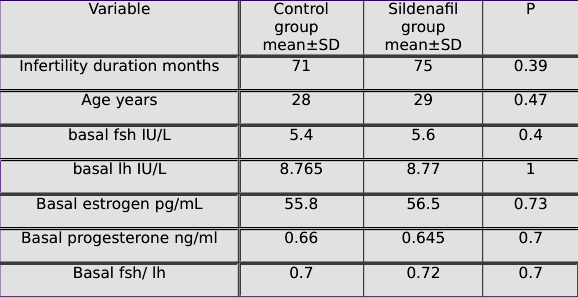 Variable Control group mean±SD Sildenafil group mean±SD P
Infertility duration months 71 75 0.39
Age years 28 29 0.47
basal fsh IU/L 5.4 5.6 0.4
basal lh IU/L 8.765 8.77 1
Basal estrogen pg/mL 55.8 56.5 0.73
Basal progesterone ng/ml 0.66 0.645 0.7
Basal fsh/ lh 0.7 0.72 0.7